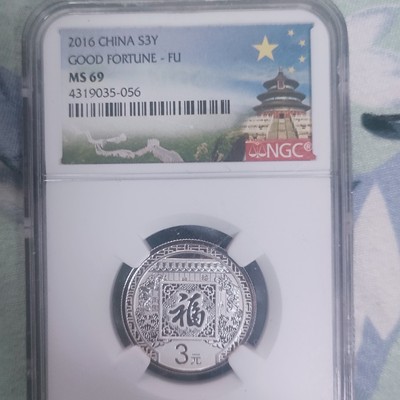 2016 CHINA S3Y
GOOD FORTUNE - FU
MS 69
4319035-056
NGC®
福
3元